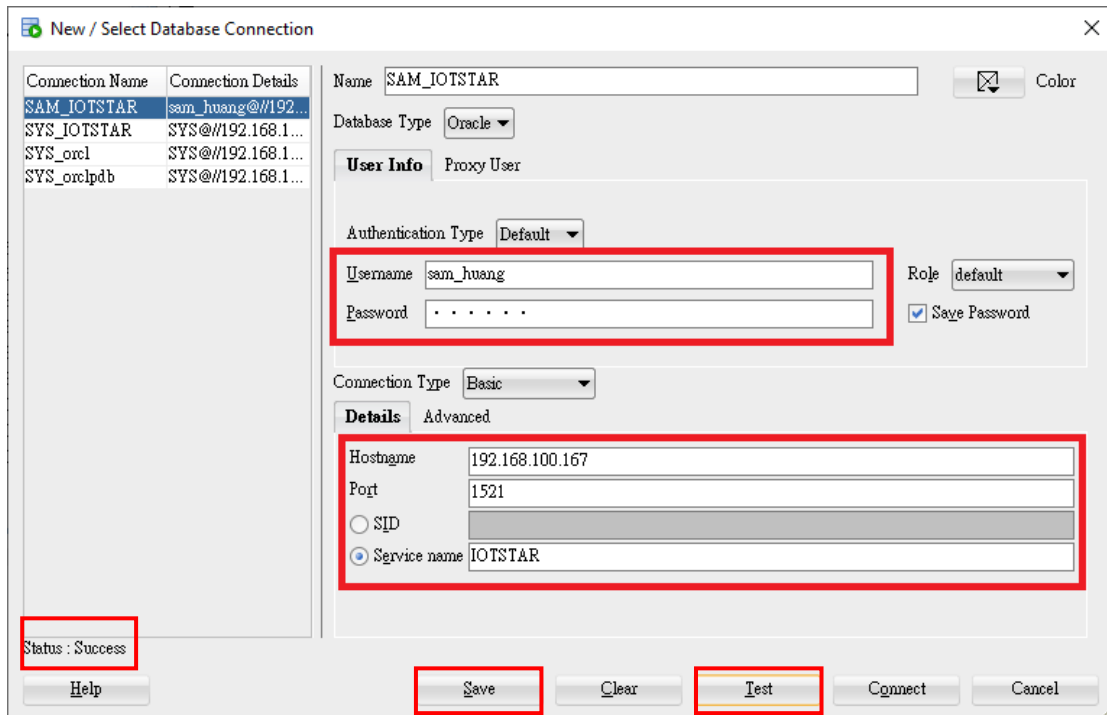 New / Select Database Connection
Connection Name Connection Details
SAM_IOTSTAR sam_huang@//192...
SYS_IOTSTAR SYS@//192.168.1...
SYS_orcl SYS@//192.168.1...
SYS_orclpdb SYS@//192.168.1...
Name SAM_IOTSTAR Color
Database Type Oracle
User Info Proxy User
Authentication Type Default
Username sam_huang Role default
Password Save Password
Connection Type Basic
Details Advanced
Hostname 192.168.100.167
Port 1521
SID
Service name IOTSTAR
Status : Success
Help Save Clear Test Connect Cancel